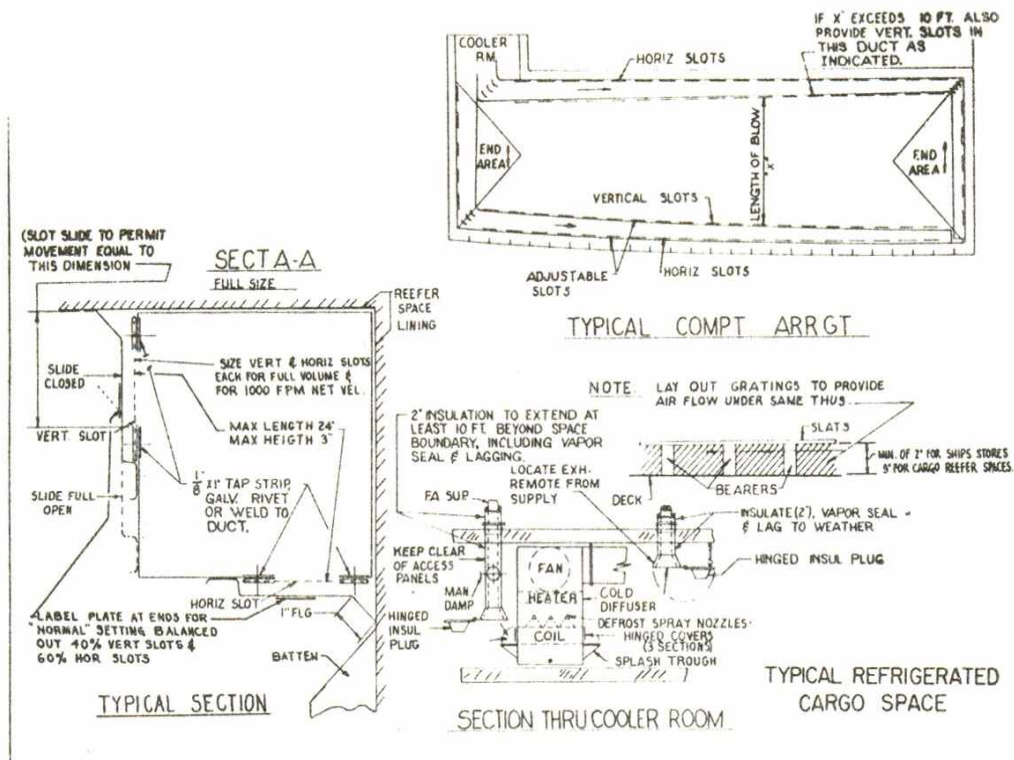 IF "X" EXCEEDS 10 FT. ALSO
PROVIDE VERT. SLOTS IN
THIS DUCT AS
INDICATED.
COOLER
RM.
HORIZ SLOTS
END
AREA
LENGTH OF BLOW
"X"
END
AREA
VERTICAL SLOTS
ADJUSTABLE
SLOTS
HORIZ SLOTS
TYPICAL COMPT ARRGT
(SLOT SLIDE TO PERMIT
MOVEMENT EQUAL TO
THIS DIMENSION
SECT A-A
FULL SIZE
REEFER
SPACE
LINING
SLIDE
CLOSED
SIZE VERT & HORIZ SLOTS
EACH FOR FULL VOLUME &
FOR 1000 FPM NET VEL.
MAX LENGTH 24"
MAX HEIGTH 3"
VERT. SLOT
1/8 X1" TAP STRIP,
GALV. RIVET
OR WELD TO
DUCT.
SLIDE FULL
OPEN
HORIZ SLOT
1" FLG
LABEL PLATE AT ENDS FOR
"NORMAL" SETTING BALANCED
OUT 40% VERT SLOTS &
60% HOR SLOTS
BATTEN
TYPICAL SECTION
NOTE: LAY OUT GRATINGS TO PROVIDE
AIR FLOW UNDER SAME THUS
SLATS
MIN. OF 2" FOR SHIPS STORES
3" FOR CARGO REEFER SPACES.
BEARERS
DECK
2" INSULATION TO EXTEND AT
LEAST 10 FT. BEYOND SPACE
BOUNDARY, INCLUDING VAPOR
SEAL & LAGGING.
LOCATE EXH.
REMOTE FROM
SUPPLY
FA SUP
INSULATE (2"), VAPOR SEAL
& LAG TO WEATHER
KEEP CLEAR
OF ACCESS
PANELS
FAN
HINGED INSUL PLUG
MAN
DAMP
HEATER
COLD
DIFFUSER
HINGED
INSUL
PLUG
DEFROST SPRAY NOZZLES
COIL
HINGED COVERS
(3 SECTIONS)
SPLASH TROUGH
SECTION THRU COOLER ROOM
TYPICAL REFRIGERATED
CARGO SPACE